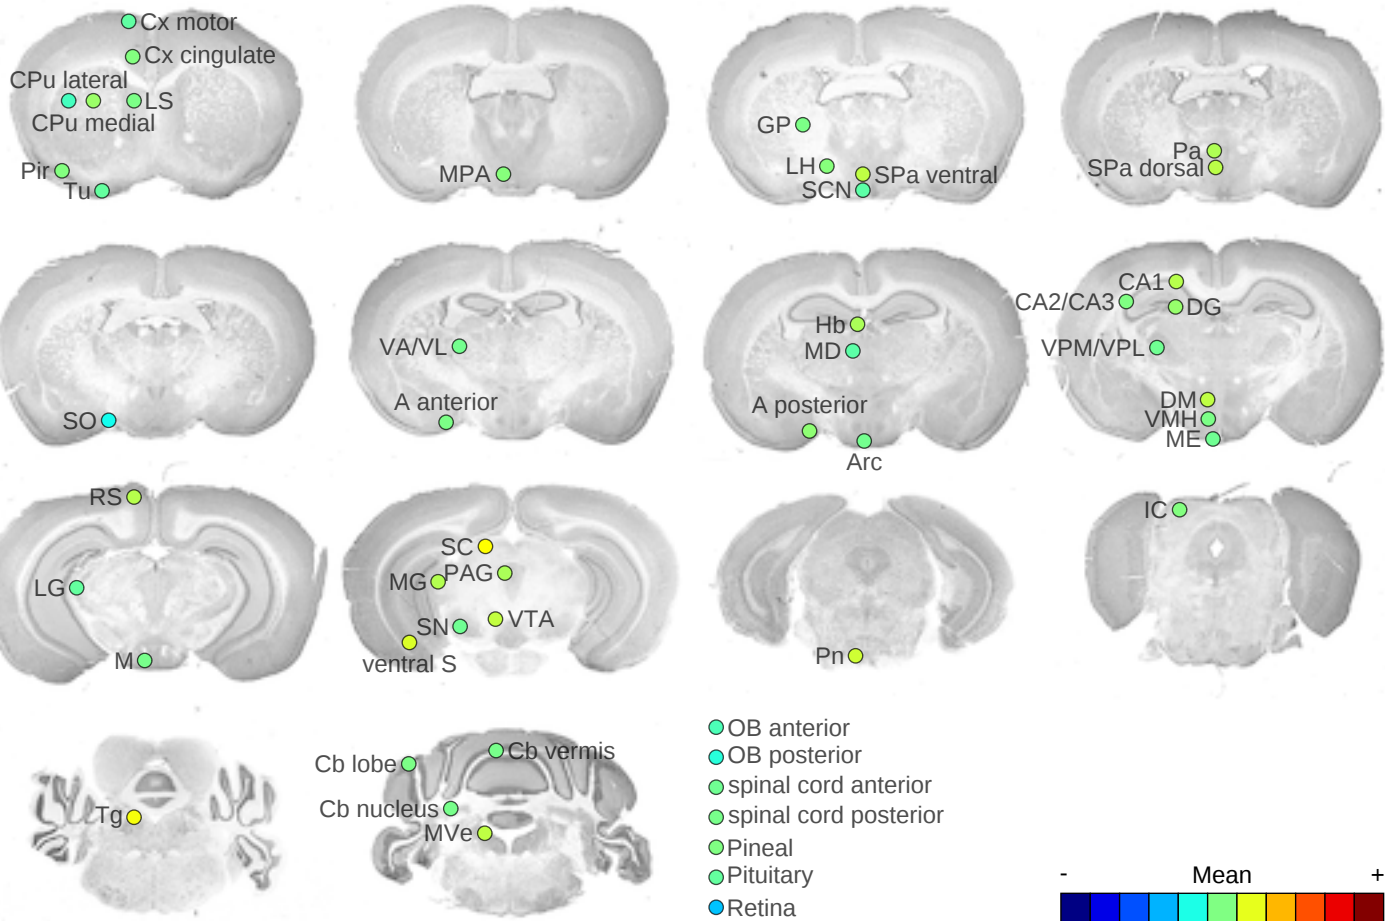 Cx motor
Cx cingulate
CPu lateral
LS
CPu medial
Pir
Tu
MPA
GP
LH
SPa ventral
SCN
Pa
SPa dorsal
SO
VA/VL
A anterior
Hb
MD
A posterior
Arc
CA1
CA2/CA3
DG
VPM/VPL
DM
VMH
ME
RS
LG
M
SC
MG
PAG
SN
VTA
ventral S
Pn
IC
Tg
Cb lobe
Cb vermis
Cb nucleus
MVe
OB anterior
OB posterior
spinal cord anterior
spinal cord posterior
Pineal
Pituitary
Retina
- Mean +